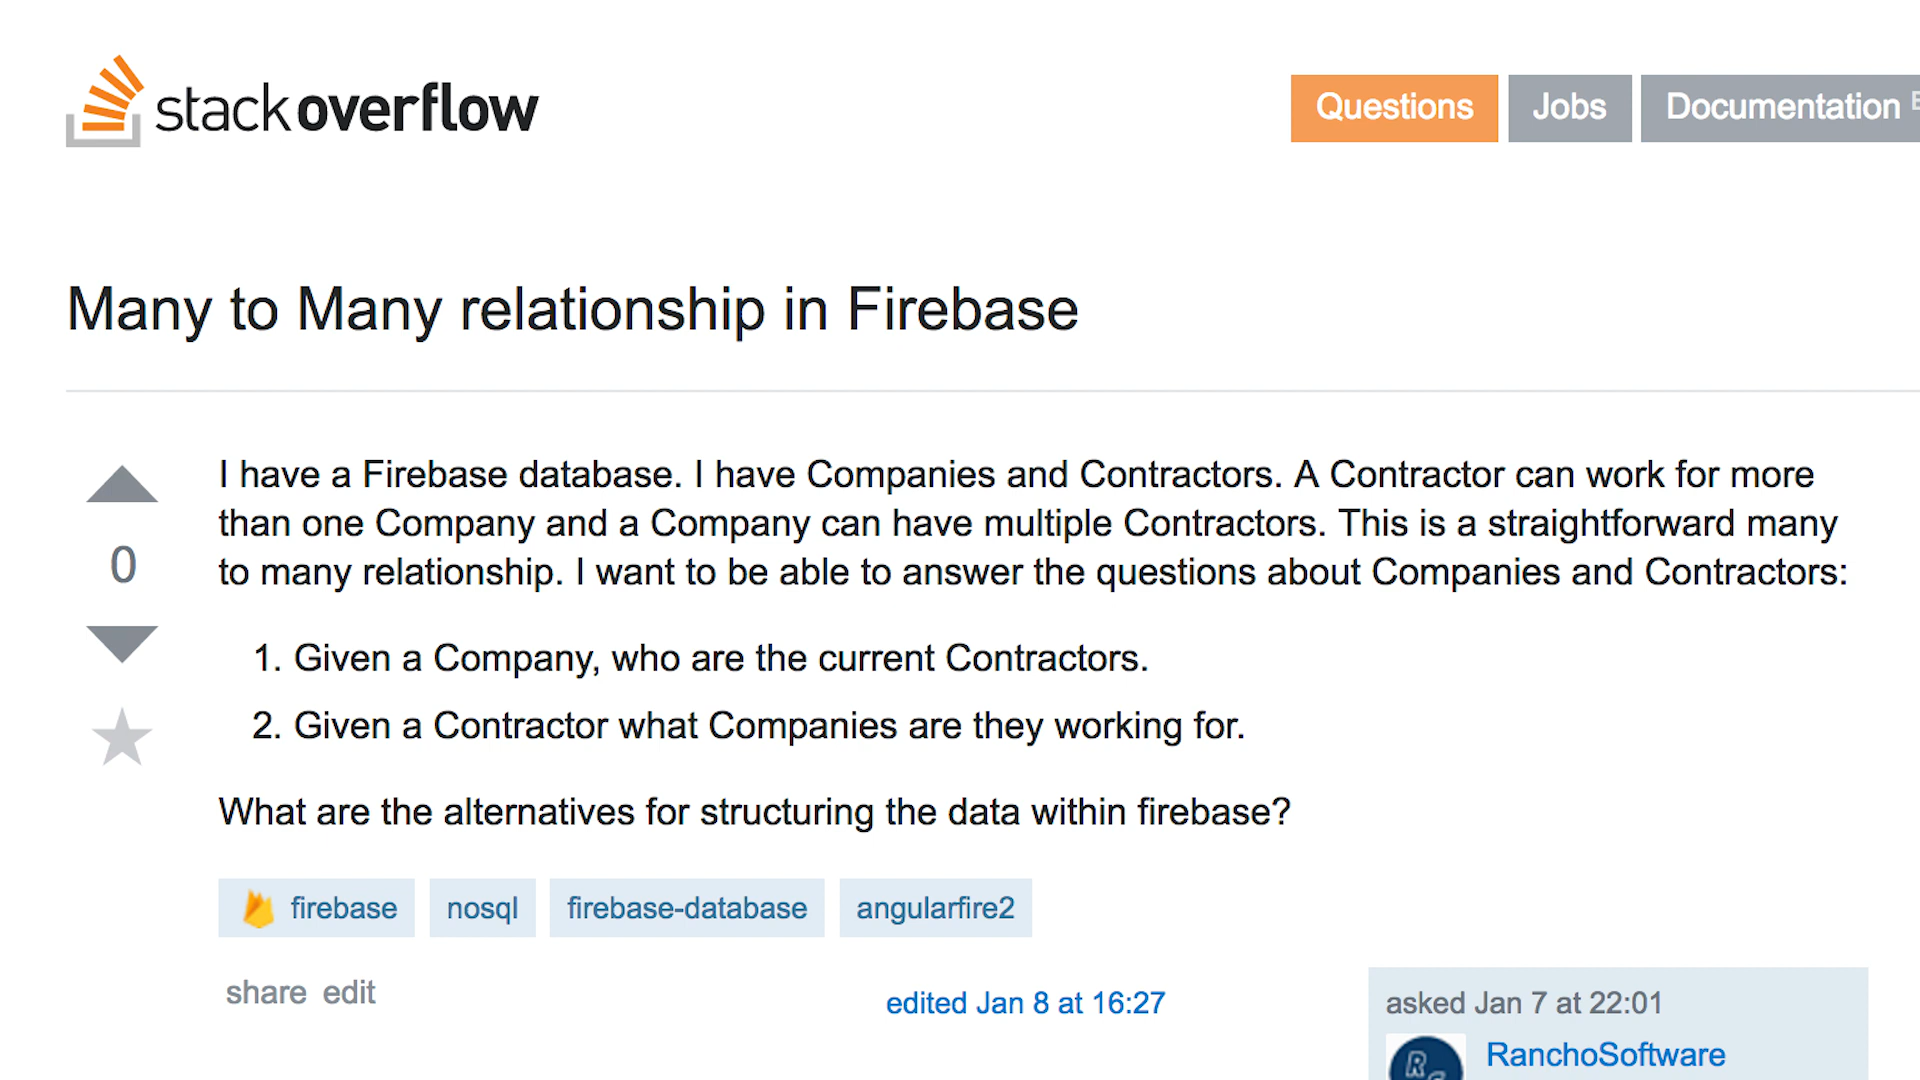 stackoverflow
Questions Jobs Documentation
Many to Many relationship in Firebase
I have a Firebase database. I have Companies and Contractors. A Contractor can work for more
than one Company and a Company can have multiple Contractors. This is a straightforward many
to many relationship. I want to be able to answer the questions about Companies and Contractors:
0
1. Given a Company, who are the current Contractors.
2. Given a Contractor what Companies are they working for.
What are the alternatives for structuring the data within firebase?
firebase nosql firebase-database angularfire2
share edit
edited Jan 8 at 16:27
asked Jan 7 at 22:01
RanchoSoftware